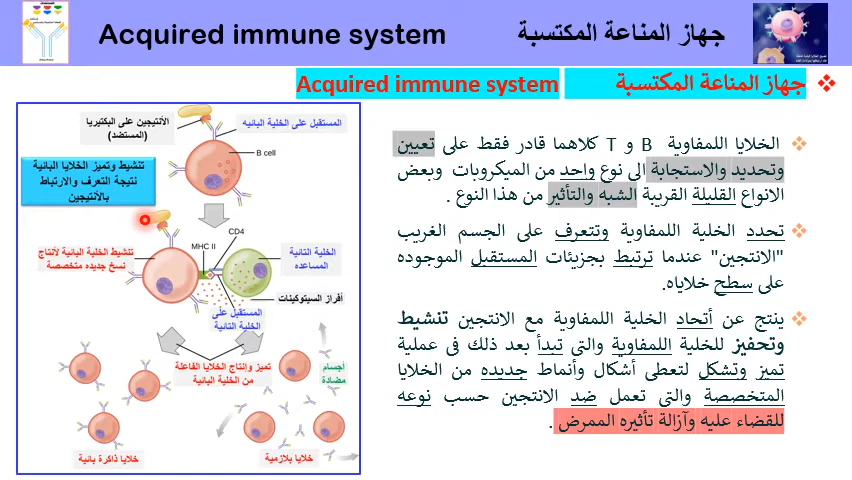 Acquired immune system
جهاز المناعة المكتسبة
جهاز المناعة المكتسبة Acquired immune system
الخلايا اللمفاوية B و T كلاهما قادر فقط على تعيين
وتحديد والاستجابة الى نوع واحد من الميكروبات وبعض
الانواع القليلة القريبة الشبه والتأثير من هذا النوع .
تحدد الخلية اللمفاوية وتتعرف على الجسم الغريب
"الانتجين" عندما ترتبط بجزيئات المستقبل الموجوده
على سطح خلاياه.
ينتج عن أتحاد الخلية اللمفاوية مع الانتجين تنشيط
وتحفيز للخلية اللمفاوية والتي تبدأ بعد ذلك فى عملية
تميز وتشكل لتعطى أشكال وأنماط جديده من الخلايا
المتخصصة والتي تعمل ضد الانتجين حسب نوعه
للقضاء عليه وآزالة تأثيره الممرض .
الأنتيجين على البكتيريا
(المستضد)
المستقبل على الخلية البائيه
B cell
تنشيط وتميز الخلايا البائية
نتيجة التعرف والارتباط
بالأنتيجين
CD4
MHC II
تنشيط الخلية البائية لأنتاج
نسخ جديده متخصصة
الخلية التائية
المساعده
أفراز السيتوكينات
المستقبل على
الخلية التائية
تميز وإنتاج الخلايا الفاعلة
من الخلية البائية
أجسام
مضادة
خلايا ذاكرة بائية
خلايا بلازمية